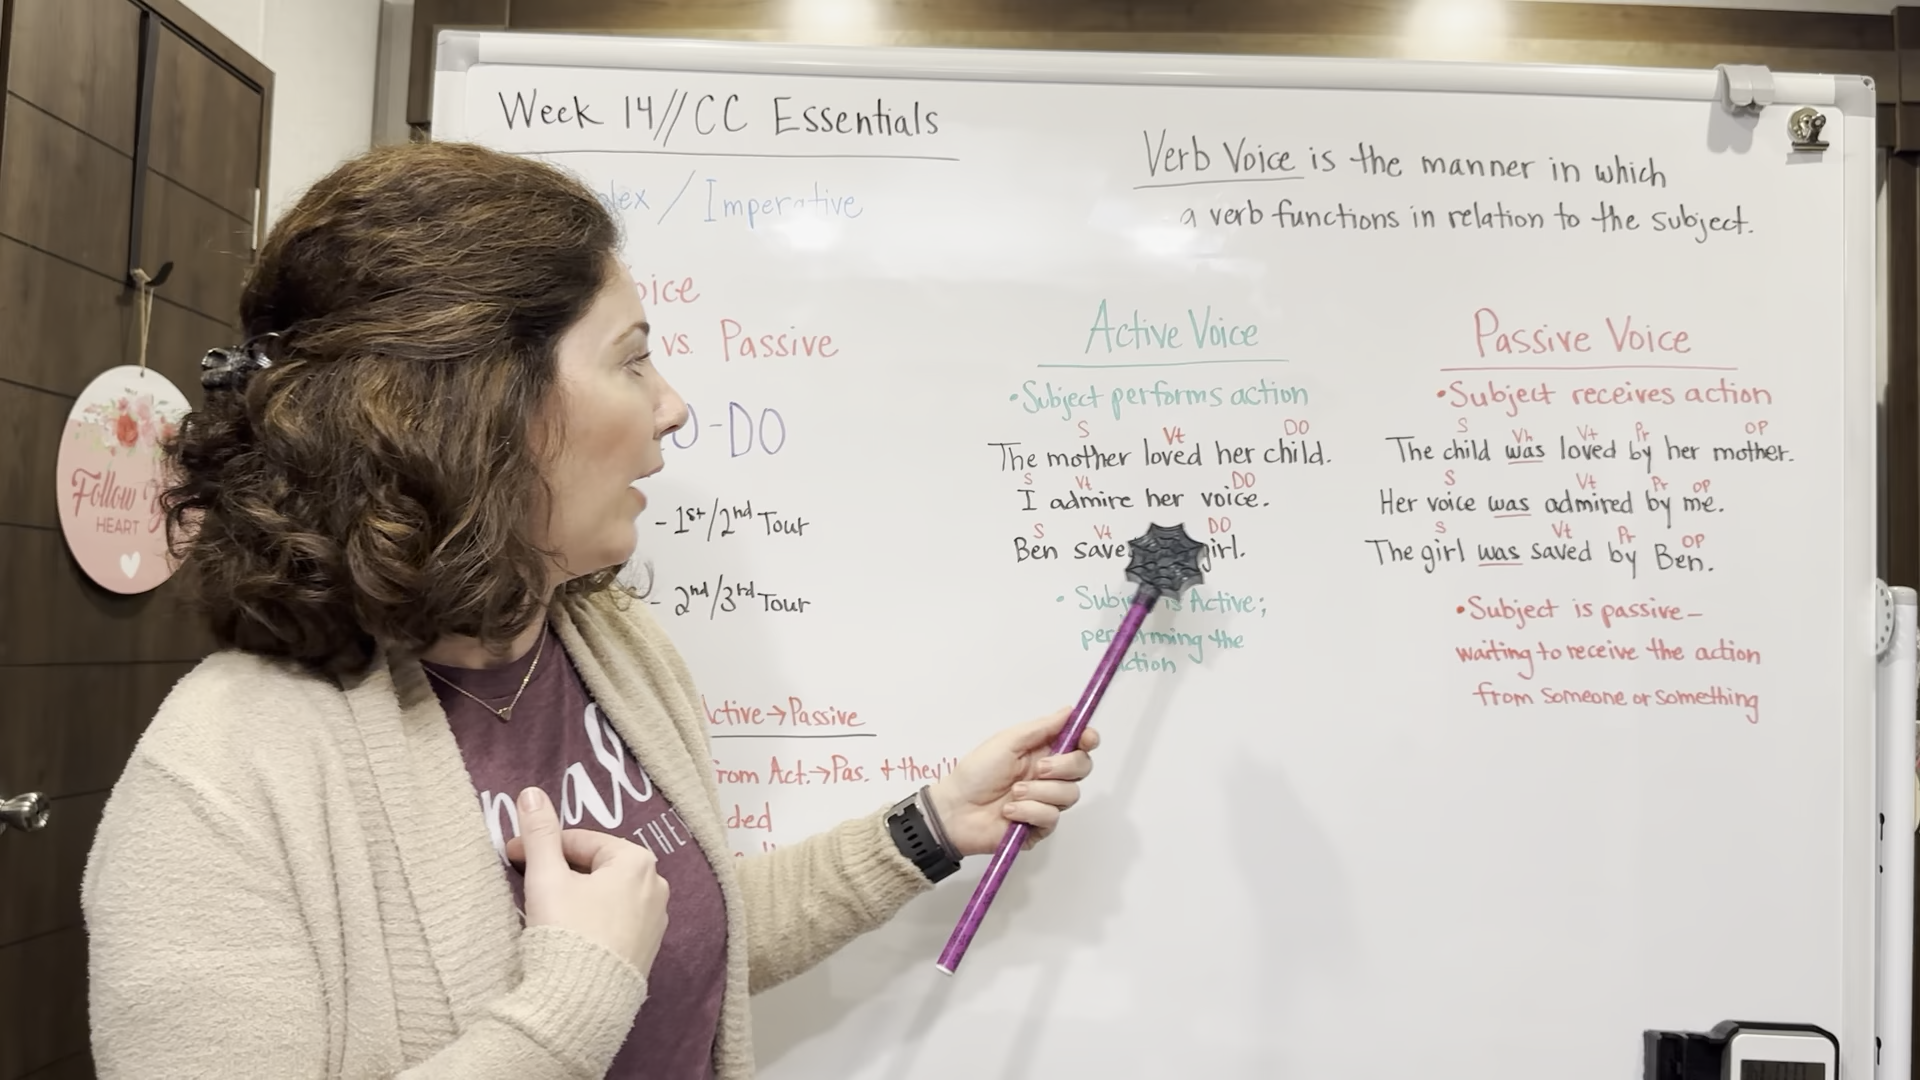 Week 14//CC Essentials
/ Imperative
vs. Passive
- 1st/2nd Tour
- 2nd/3rd Tour
Active→Passive
from Act.→Pas. + they'll
Verb Voice is the manner in which
a verb functions in relation to the subject.
Active Voice
•Subject performs action
S Vt DO
The mother loved her child.
S Vt DO
I admire her voice.
S Vt DO
Ben girl.
• is Active;
performing the
action
Passive Voice
•Subject receives action
S Vh Vt Pr OP
The child was loved by her mother.
S Vt Pr OP
Her voice was admired by me.
S Vt Pr OP
The girl was saved by Ben.
•Subject is passive—
waiting to receive the action
from someone or something
Follow
HEART